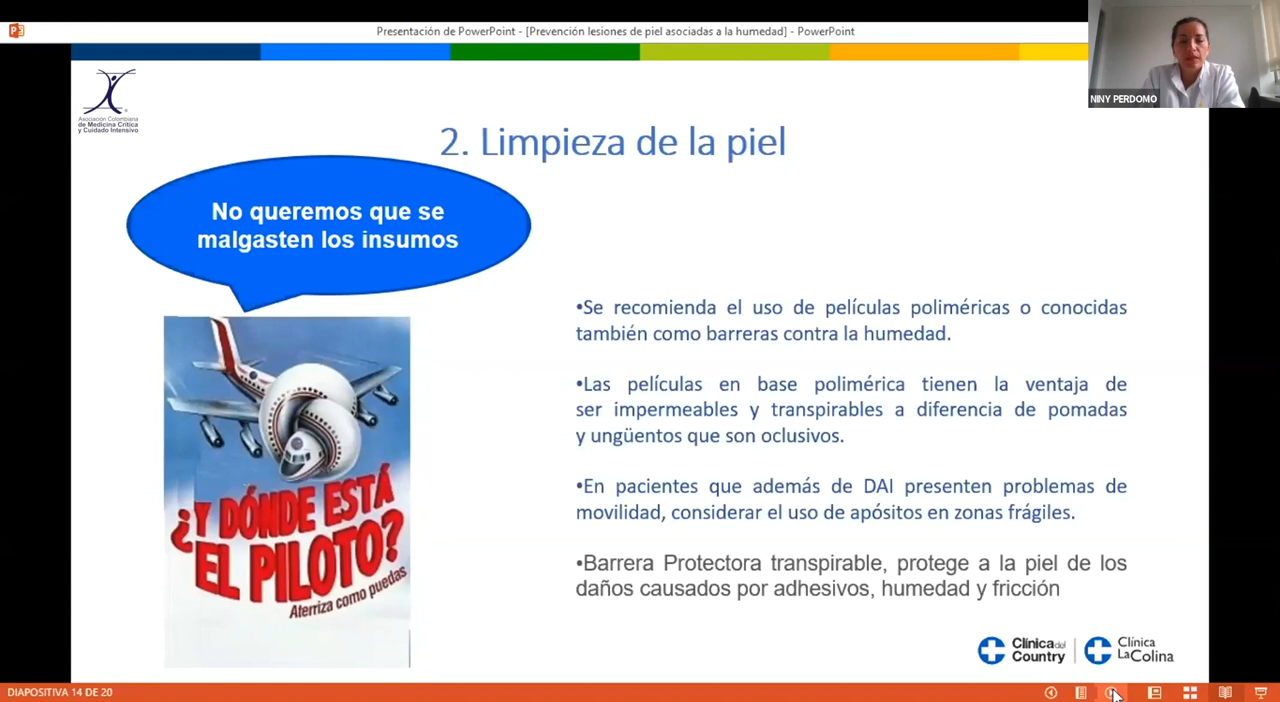 Presentación de PowerPoint - [Prevención lesiones de piel asociadas a la humedad] - PowerPoint
NINY PERDOMO
Asociación Colombiana
de Medicina Crítica
y Cuidado Intensivo
2. Limpieza de la piel
No queremos que se
malgasten los insumos
•Se recomienda el uso de películas poliméricas o conocidas
también como barreras contra la humedad.
•Las películas en base polimérica tienen la ventaja de
ser impermeables y transpirables a diferencia de pomadas
y ungüentos que son oclusivos.
•En pacientes que además de DAI presenten problemas de
movilidad, considerar el uso de apósitos en zonas frágiles.
•Barrera Protectora transpirable, protege a la piel de los
daños causados por adhesivos, humedad y fricción
¿Y DÓNDE ESTÁ
EL PILOTO?
Aterriza como puedas
Clínica del
Country
Clínica
La Colina
DIAPOSITIVA 14 DE 20